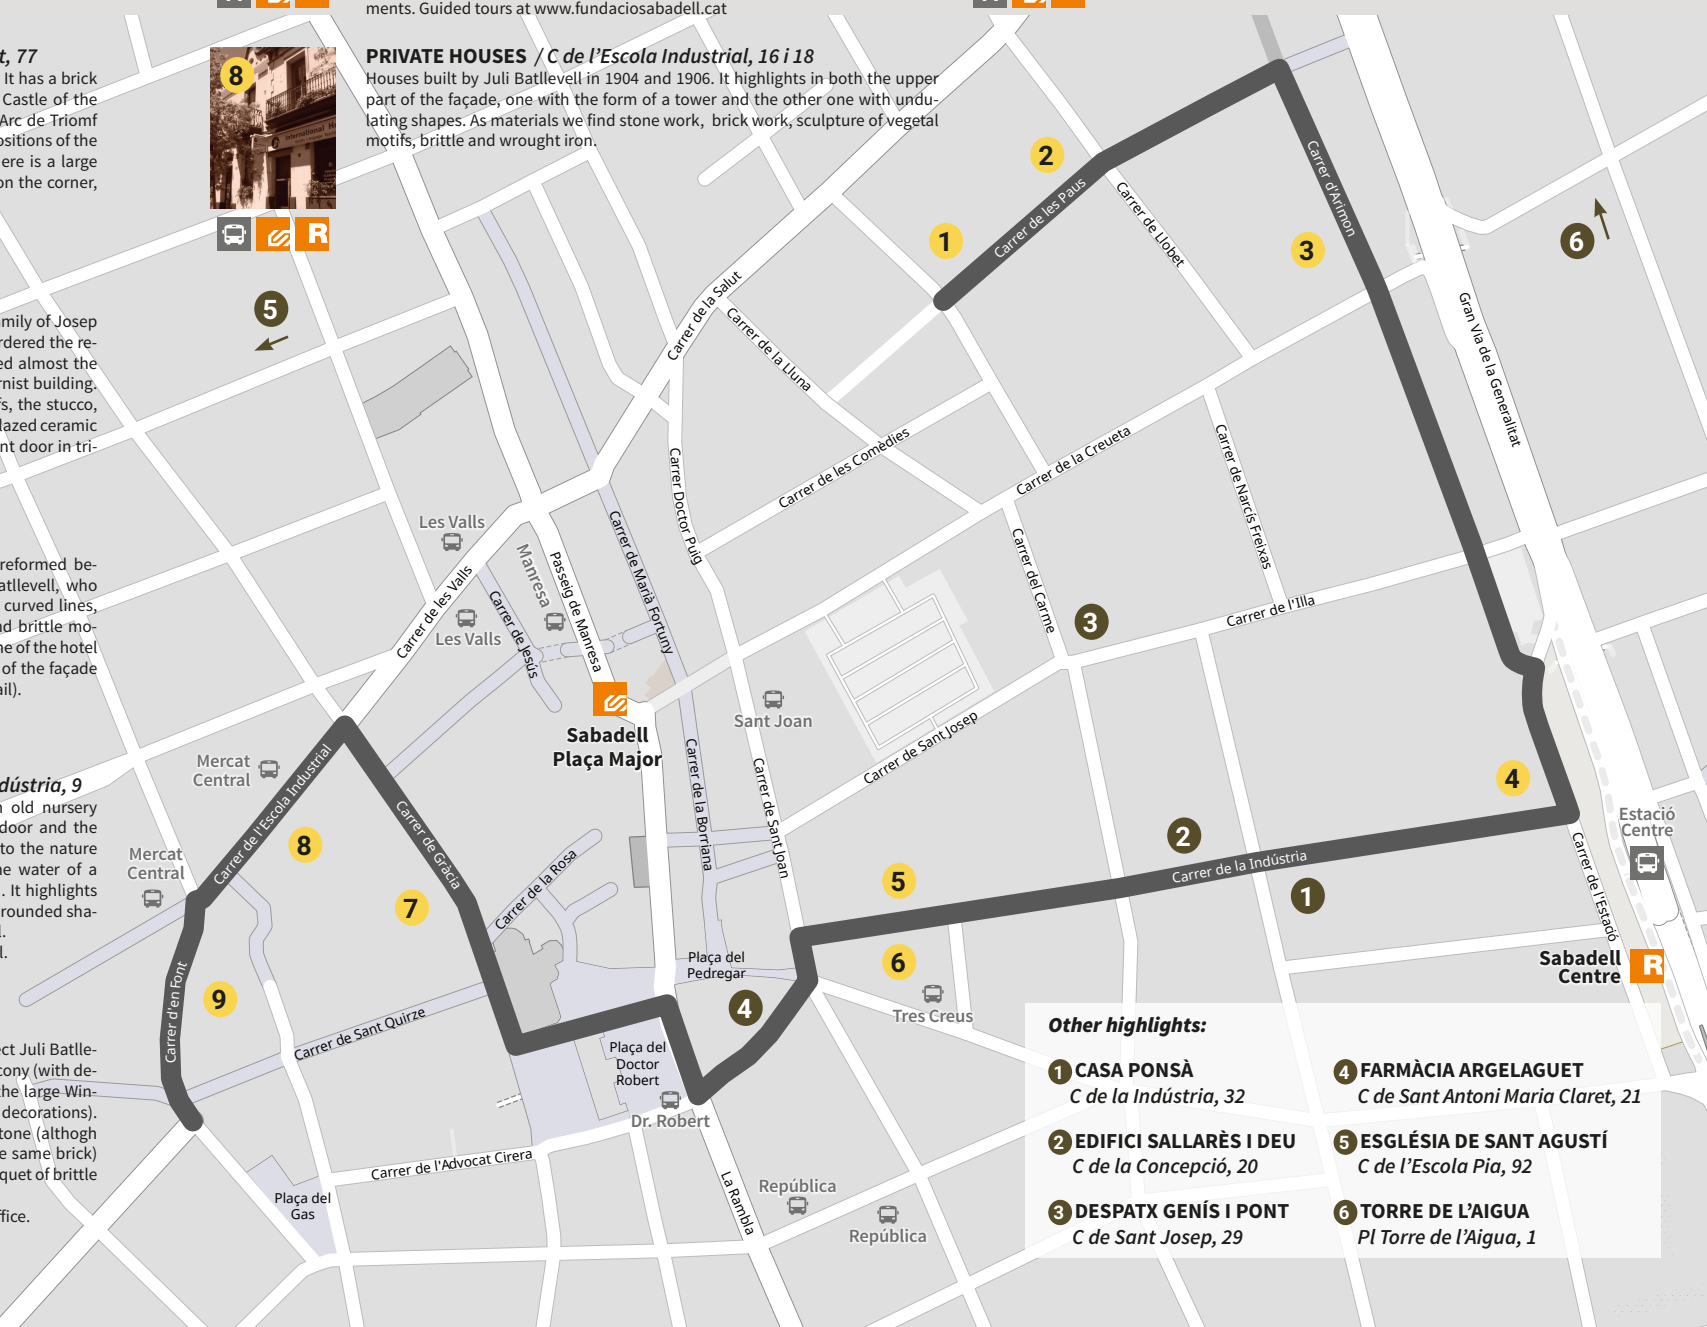 ments. Guided tours at www.fundaciosabadell.cat
t, 77
It has a brick
Castle of the
Arc de Triomf
ositions of the
ere is a large
on the corner,
8
R
PRIVATE HOUSES / C de l'Escola Industrial, 16 i 18
Houses built by Juli Batllevell in 1904 and 1906. It highlights in both the upper
part of the façade, one with the form of a tower and the other one with undu-
lating shapes. As materials we find stone work, brick work, sculpture of vegetal
motifs, brittle and wrought iron.
5
amily of Josep
rdered the re-
ed almost the
rnist building.
fs, the stucco,
lazed ceramic
nt door in tri-
reformed be-
atllevell, who
curved lines,
nd brittle mo-
ne of the hotel
of the façade
ail).
dústria, 9
n old nursery
door and the
to the nature
ne water of a
. It highlights
rounded sha-
l.
l.
ect Juli Batlle-
cony (with de-
the large Win-
decorations).
tone (althogh
e same brick)
quet of brittle
ffice.
1
2
3
6
Carrer de les Paus
Carrer de Llobet
Carrer d'Arimon
Gran Via de la Generalitat
Carrer de la Salut
Carrer de la Lluna
Carrer de les Comèdies
Carrer de la Creueta
Carrer Doctor Puig
Carrer de Narcís Freixas
Carrer del Carme
3
Carrer de l'Illa
Les Valls
Manresa
Passeig de Manresa
Carrer de Marià Fortuny
Carrer de les Valls
Les Valls
Carrer de Jesús
Sabadell
Plaça Major
Sant Joan
Carrer de Sant Josep
Mercat
Central
Carrer de l'Escola Industrial
8
Carrer de Gràcia
7
Carrer de la Borriana
Carrer de Sant Joan
Mercat
Central
Carrer de la Rosa
5
2
Carrer de la Indústria
1
4
Estació
Centre
Carrer de l'Estació
Sabadell
Centre
R
9
Carrer d'en Font
Carrer de Sant Quirze
Plaça del
Pedregar
4
6
Tres Creus
Plaça del
Doctor
Robert
Dr. Robert
Carrer de l'Advocat Cirera
Plaça del
Gas
La Rambla
República
República
Other highlights:
1 CASA PONSÀ
C de la Indústria, 32
2 EDIFICI SALLARÈS I DEU
C de la Concepció, 20
3 DESPATX GENÍS I PONT
C de Sant Josep, 29
4 FARMÀCIA ARGELAGUET
C de Sant Antoni Maria Claret, 21
5 ESGLÉSIA DE SANT AGUSTÍ
C de l'Escola Pia, 92
6 TORRE DE L'AIGUA
Pl Torre de l'Aigua, 1